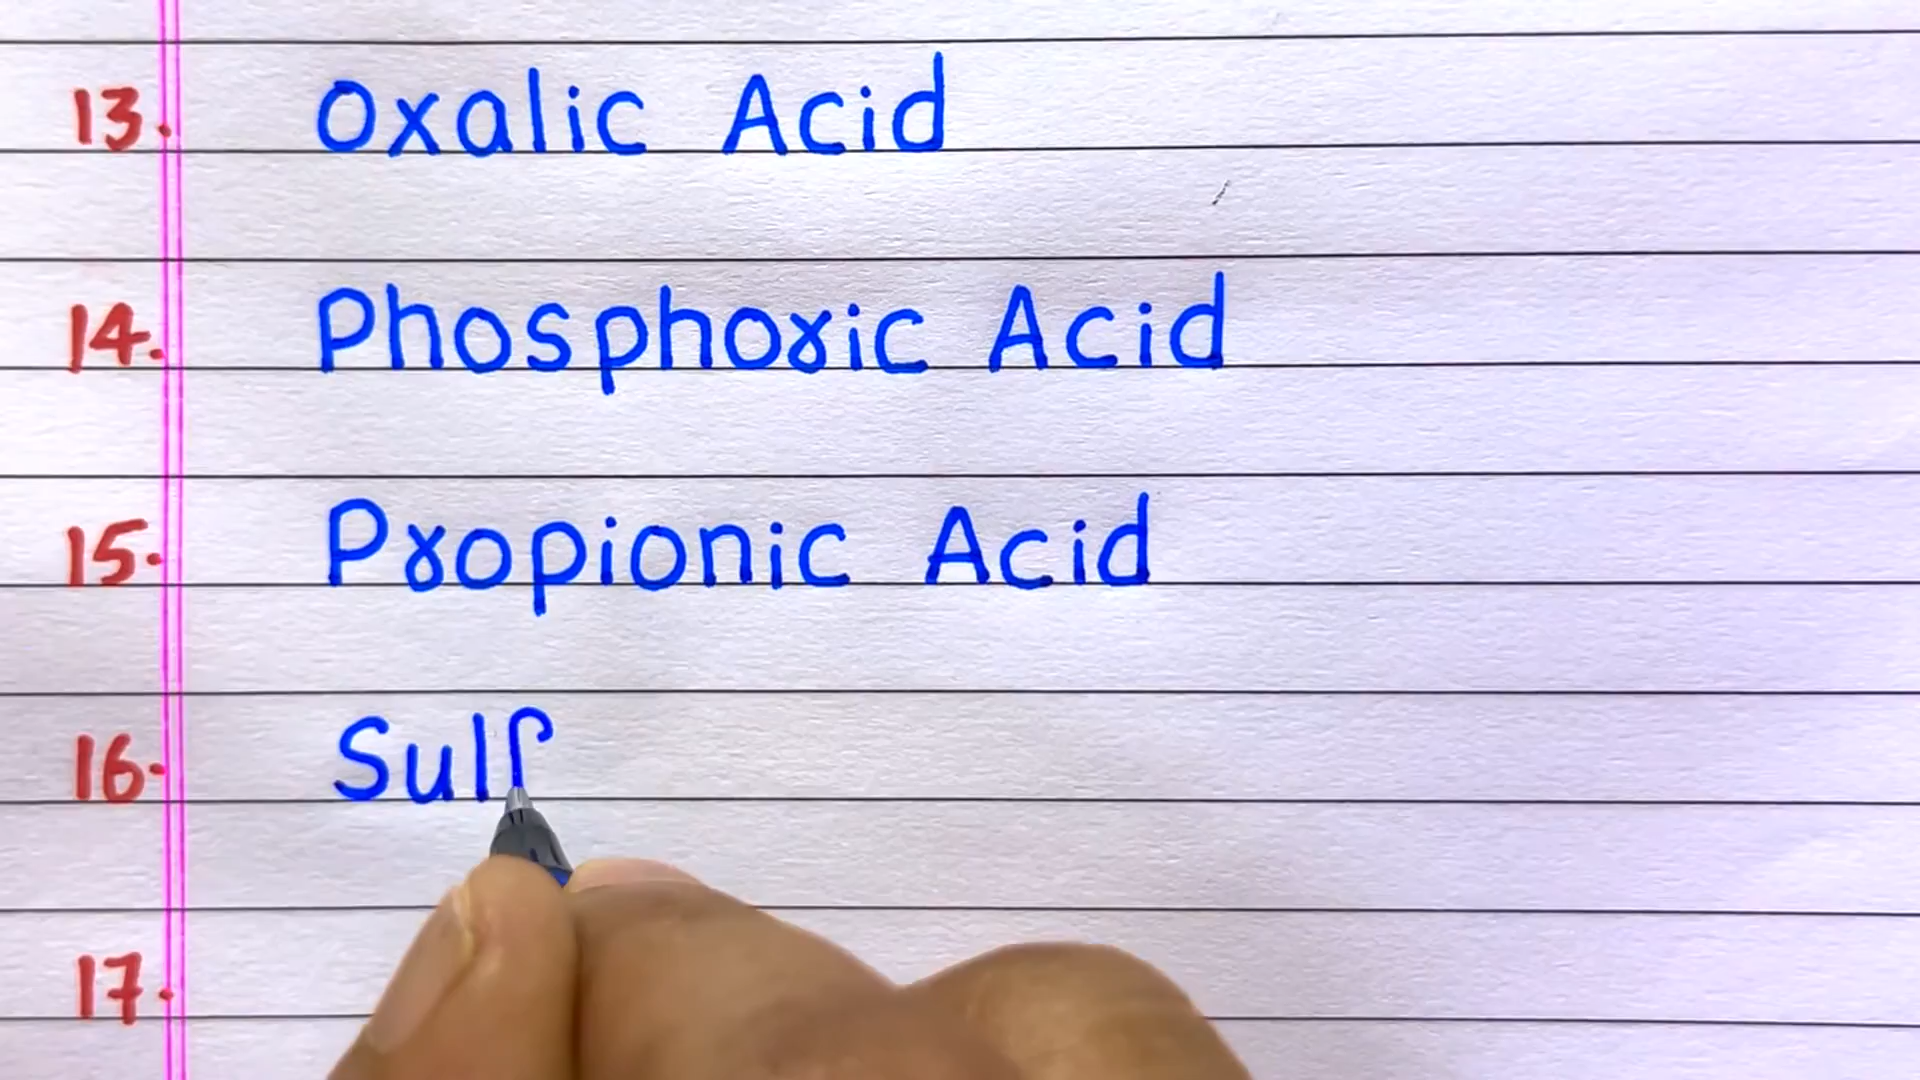 13. Oxalic Acid
14. Phosphoric Acid
15. Propionic Acid
16. Sulf
17.